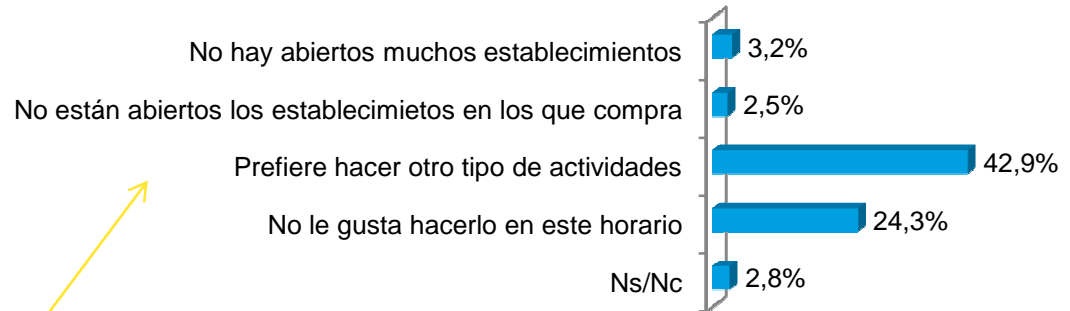 No hay abiertos muchos establecimientos 3,2%
No están abiertos los establecimietos en los que compra 2,5%
Prefiere hacer otro tipo de actividades 42,9%
No le gusta hacerlo en este horario 24,3%
Ns/Nc 2,8%